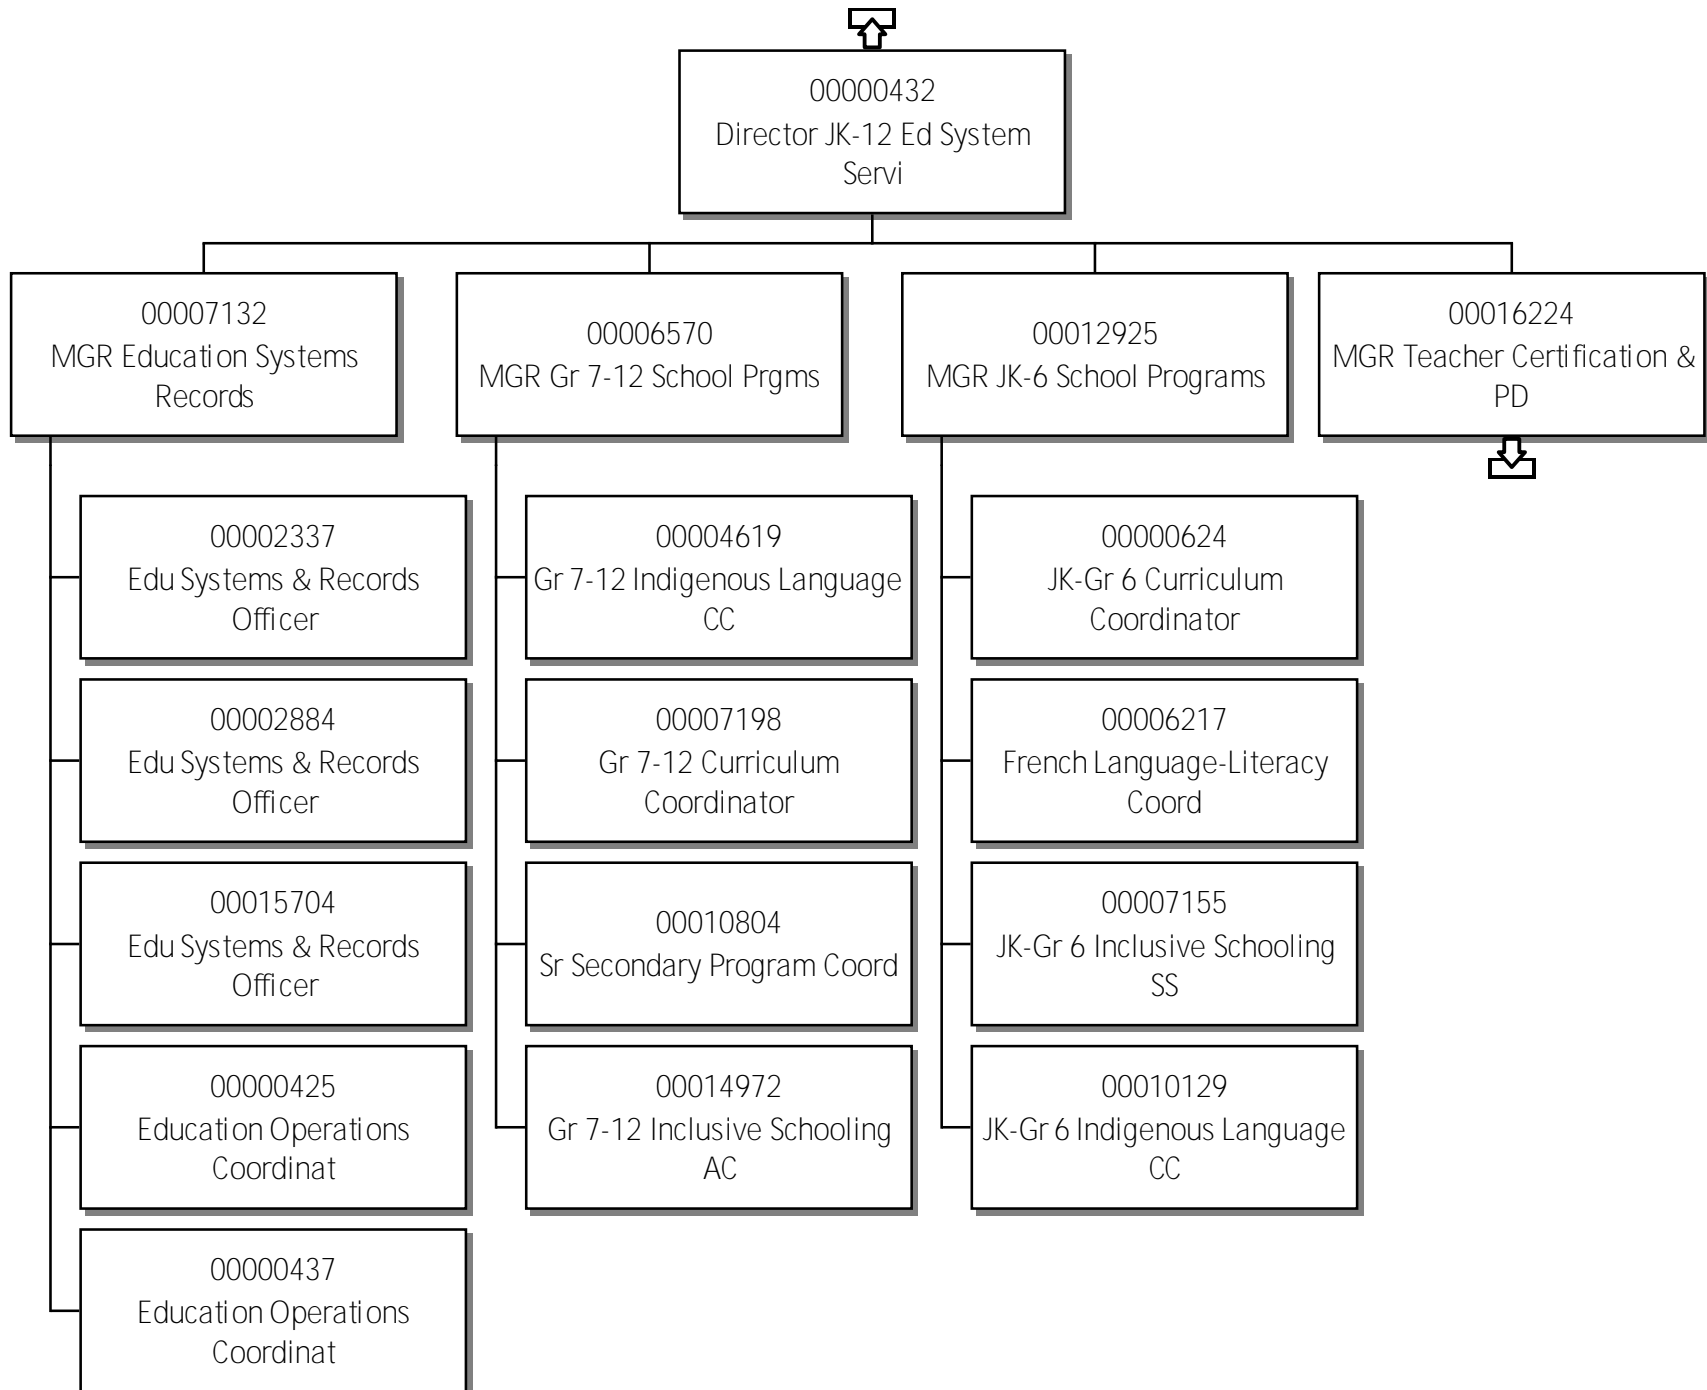 00000432
Director JK-12 Ed System
Servi
00007132
MGR Education Systems
Records
00006570
MGR Gr 7-12 School Prgms
00012925
MGR JK-6 School Programs
00016224
MGR Teacher Certification &
PD
00002337
Edu Systems & Records
Officer
00002884
Edu Systems & Records
Officer
00015704
Edu Systems & Records
Officer
00000425
Education Operations
Coordinat
00000437
Education Operations
Coordinat
00004619
Gr 7-12 Indigenous Language
CC
00007198
Gr 7-12 Curriculum
Coordinator
00010804
Sr Secondary Program Coord
00014972
Gr 7-12 Inclusive Schooling
AC
00000624
JK-Gr 6 Curriculum
Coordinator
00006217
French Language-Literacy
Coord
00007155
JK-Gr 6 Inclusive Schooling
SS
00010129
JK-Gr 6 Indigenous Language
CC